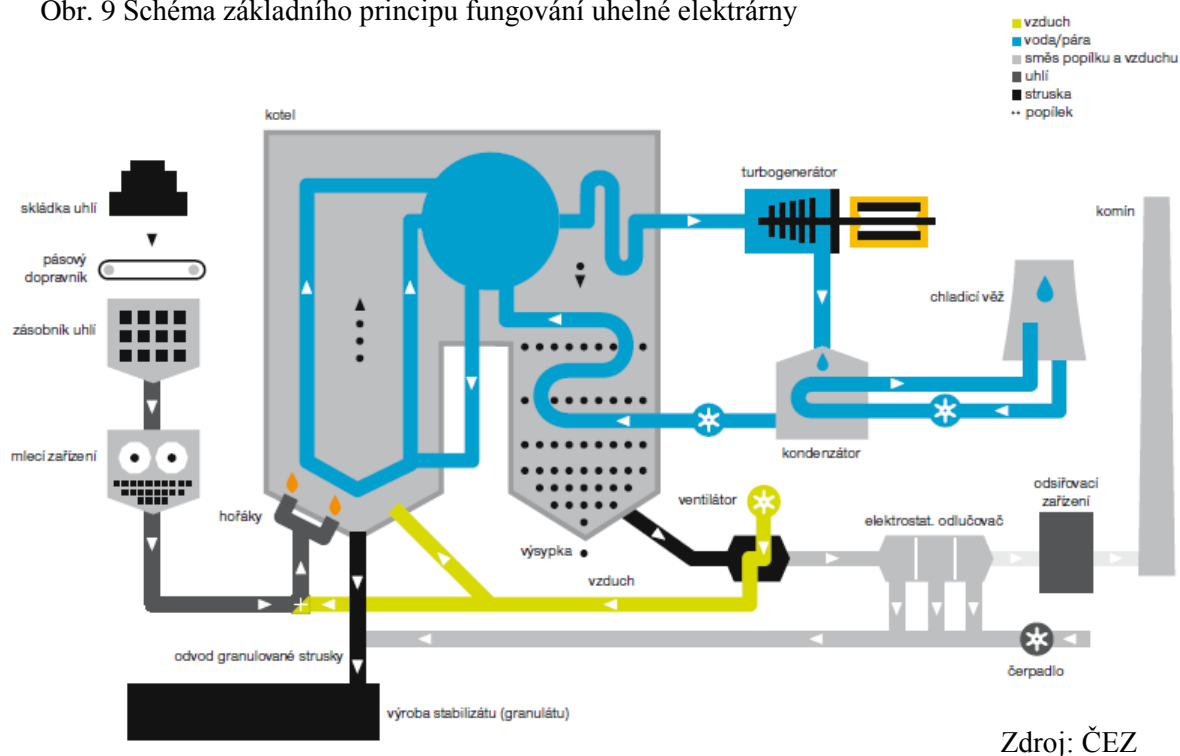 Obr. 9 Schéma základního principu fungování uhelné elektrárny
vzduch
voda/pára
směs popílku a vzduchu
uhlí
struska
popílek
kotel
turbogenerátor
komín
skládka uhlí
pásový
dopravník
chladicí věž
zásobník uhlí
mlecí zařízení
kondenzátor
hořáky
ventilátor
odsiřovací
zařízení
elektrostat. odlučovač
výsypka
vzduch
odvod granulované strusky
čerpadlo
výroba stabilizátu (granulátu)
Zdroj: ČEZ